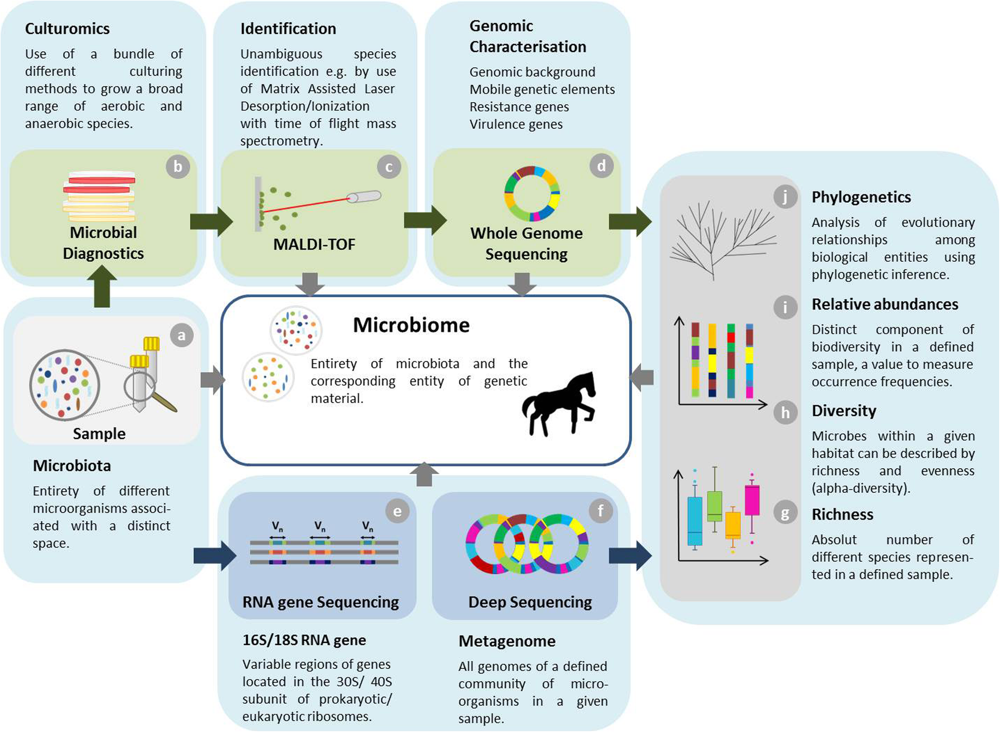 Culturomics
Use of a bundle of
different culturing
methods to grow a broad
range of aerobic and
anaerobic species.
b
Microbial
Diagnostics
Identification
Unambiguous species
identification e.g. by use
of Matrix Assisted Laser
Desorption/Ionization
with time of flight mass
spectrometry.
c
MALDI-TOF
Genomic
Characterisation
Genomic background
Mobile genetic elements
Resistance genes
Virulence genes
d
Whole Genome
Sequencing
a
Sample
Microbiota
Entirety of different
microorganisms associ-
ated with a distinct
space.
Microbiome
Entirety of microbiota and the
corresponding entity of genetic
material.
e
Vn Vn Vn
RNA gene Sequencing
16S/18S RNA gene
Variable regions of genes
located in the 30S/ 40S
subunit of prokaryotic/
eukaryotic ribosomes.
f
Deep Sequencing
Metagenome
All genomes of a defined
community of micro-
organisms in a given
sample.
j
Phylogenetics
Analysis of evolutionary
relationships among
biological entities using
phylogenetic inference.
i
Relative abundances
Distinct component of
biodiversity in a defined
sample, a value to measure
occurrence frequencies.
h
Diversity
Microbes within a given
habitat can be described by
richness and evenness
(alpha-diversity).
g
Richness
Absolut number of
different species represen-
ted in a defined sample.